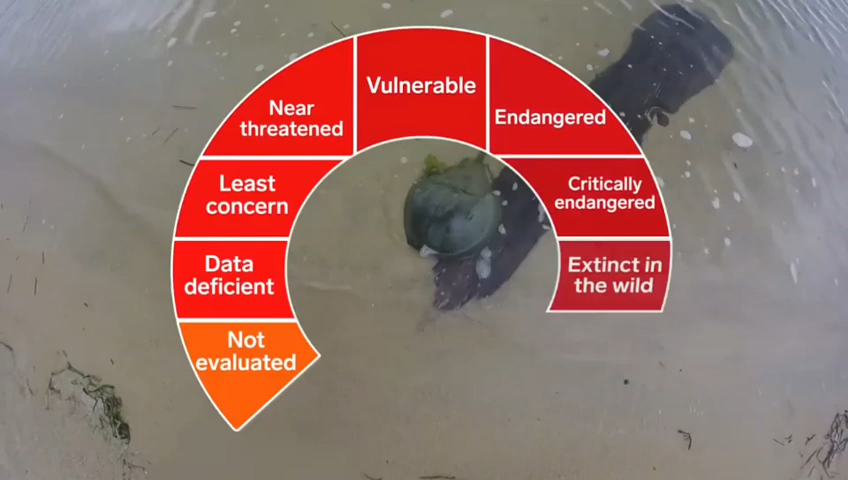 Not
evaluated
Data
deficient
Least
concern
Near
threatened
Vulnerable
Endangered
Critically
endangered
Extinct in
the wild